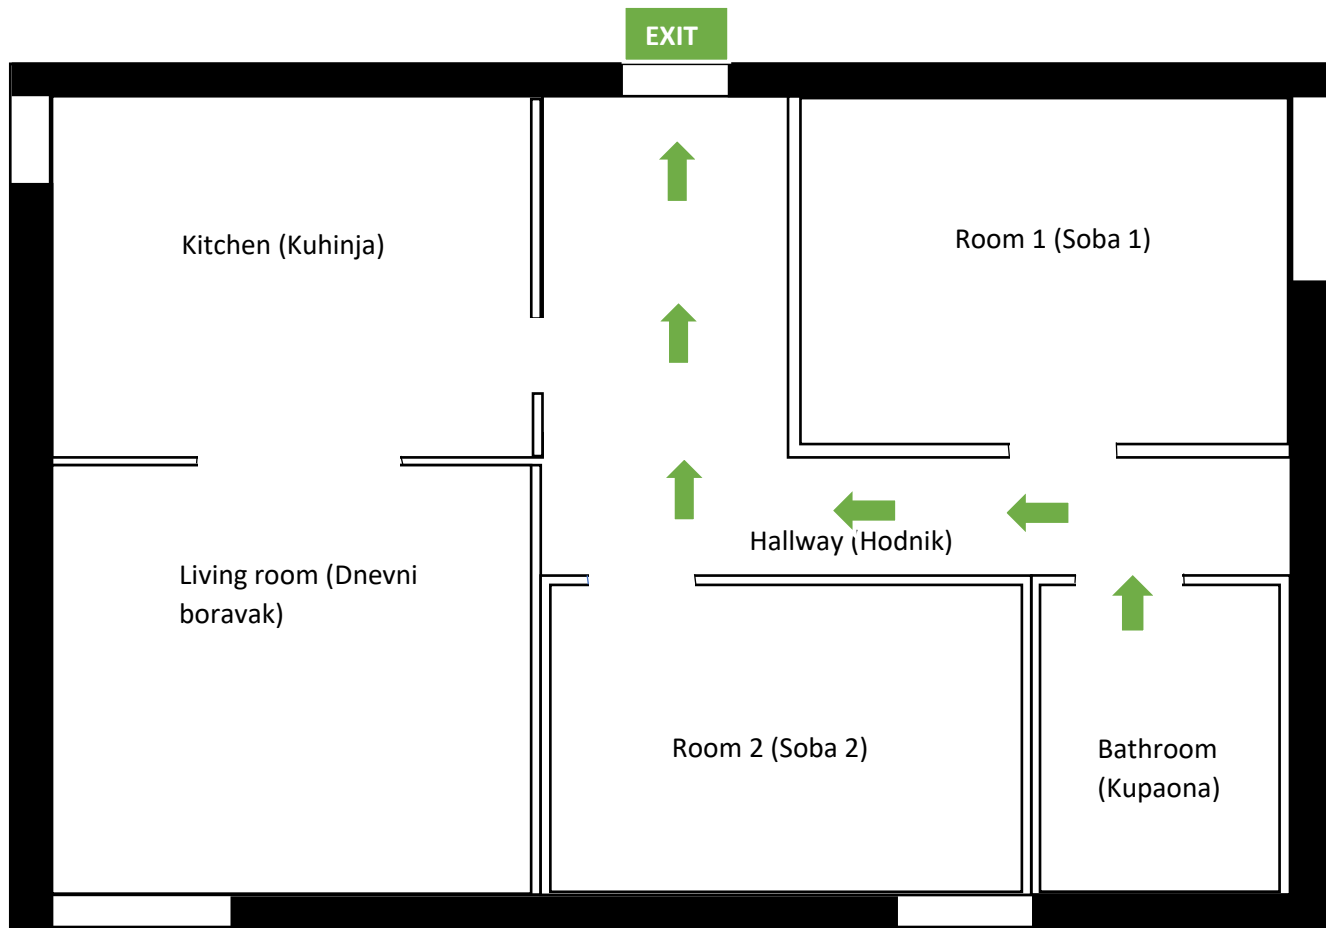 EXIT
Kitchen (Kuhinja)
Room 1 (Soba 1)
Hallway (Hodnik)
Living room (Dnevni
boravak)
Room 2 (Soba 2)
Bathroom
(Kupaona)